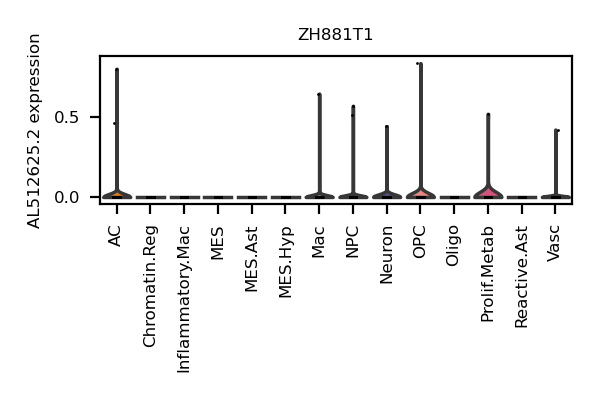 ZH881T1
AL512625.2 expression
0.5
0.0
AC
Chromatin.Reg
Inflammatory.Mac
MES
MES.Ast
MES.Hyp
Mac
NPC
Neuron
OPC
Oligo
Prolif.Metab
Reactive.Ast
Vasc